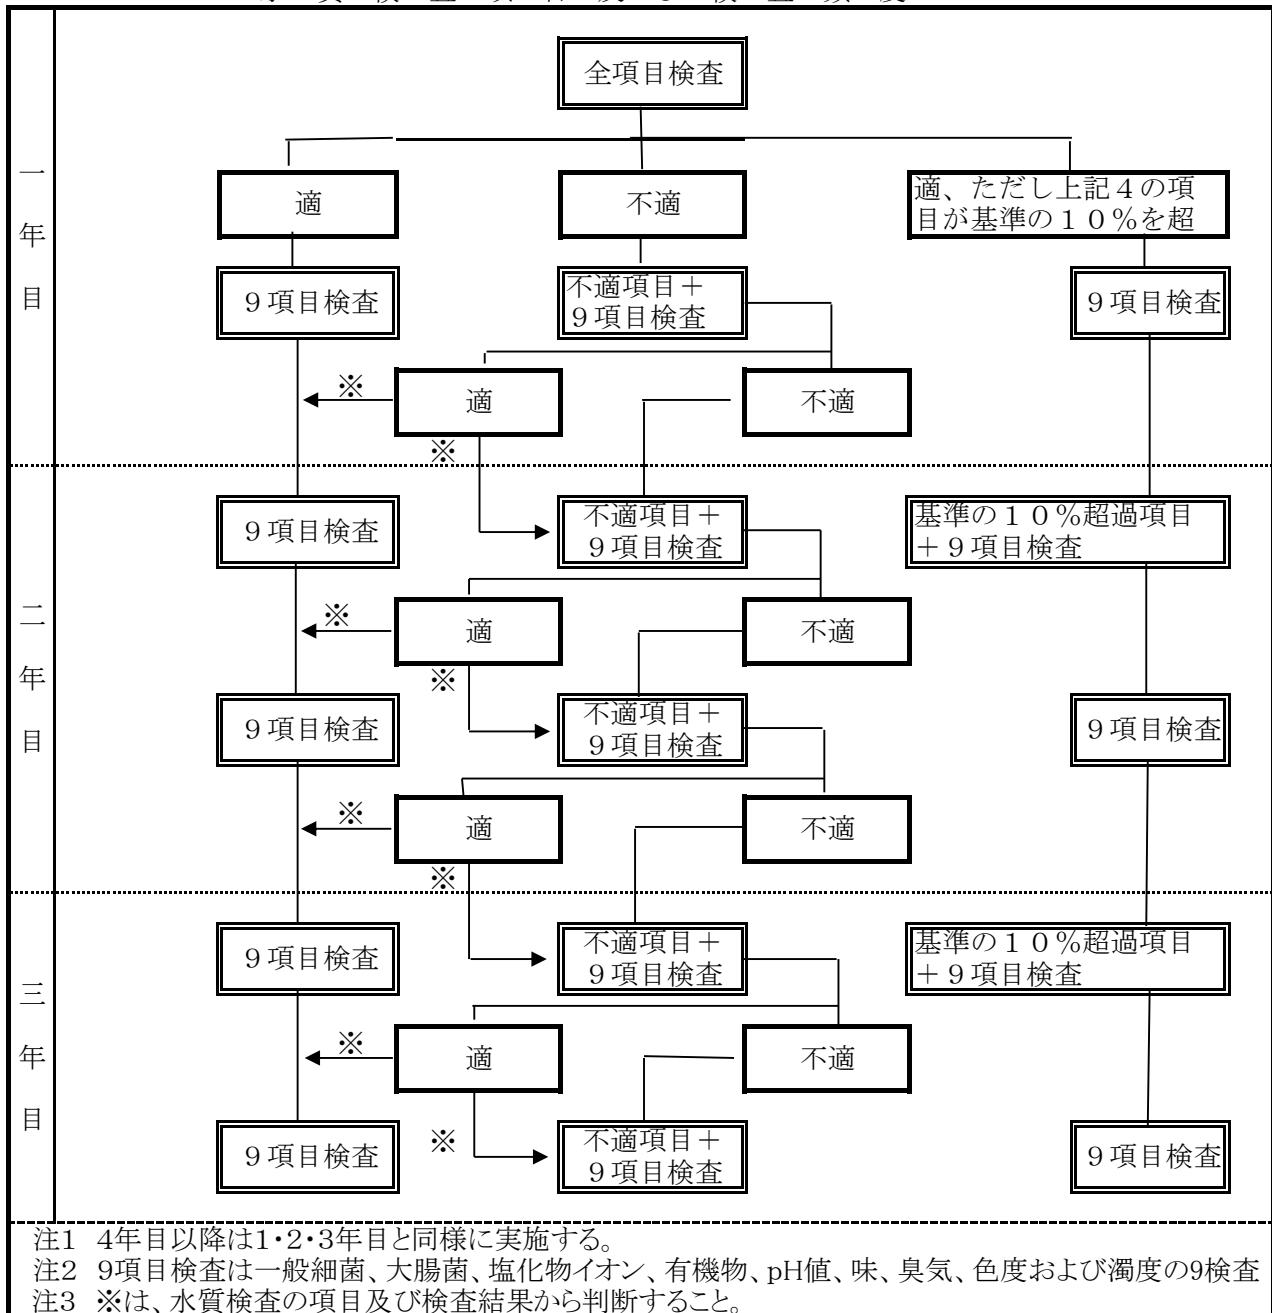 全項目検査
一年目
適
不適
適、ただし上記４の項
目が基準の１０％を超
９項目検査
不適項目＋
９項目検査
９項目検査
※
適
不適
※
９項目検査
不適項目＋
９項目検査
基準の１０％超過項目
＋９項目検査
二年目
※
適
不適
※
９項目検査
不適項目＋
９項目検査
９項目検査
※
適
不適
※
９項目検査
不適項目＋
９項目検査
基準の１０％超過項目
＋９項目検査
三年目
※
適
不適
※
９項目検査
不適項目＋
９項目検査
９項目検査
注1 4年目以降は1・2・3年目と同様に実施する。
注2 9項目検査は一般細菌、大腸菌、塩化物イオン、有機物、pH値、味、臭気、色度および濁度の9検査
注3 ※は、水質検査の項目及び検査結果から判断すること。